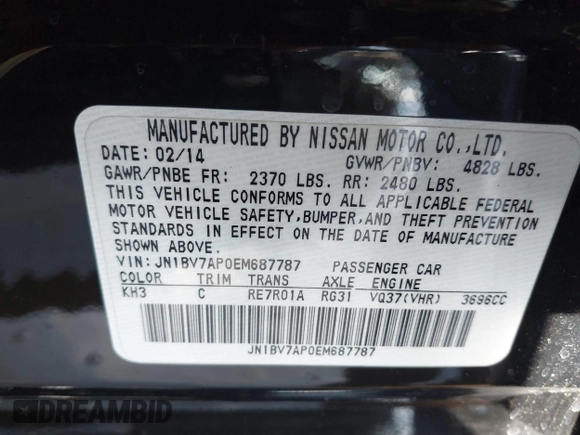 MANUFACTURED BY NISSAN MOTOR CO.,LTD.
DATE: 02/14 GVWR/PNBV: 4828 LBS.
GAWR/PNBE FR: 2370 LBS. RR: 2480 LBS.
THIS VEHICLE CONFORMS TO ALL APPLICABLE FEDERAL
MOTOR VEHICLE SAFETY,BUMPER,AND THEFT PREVENTION
STANDARDS IN EFFECT ON THE DATE OF MANUFACTURE
SHOWN ABOVE.
VIN: JN1BV7AP0EM687787 PASSENGER CAR
COLOR TRIM TRANS AXLE ENGINE
KH3 C RE7R01A RG31 VQ37(VHR) 3696CC
JN1BV7AP0EM687787
DREAMBID